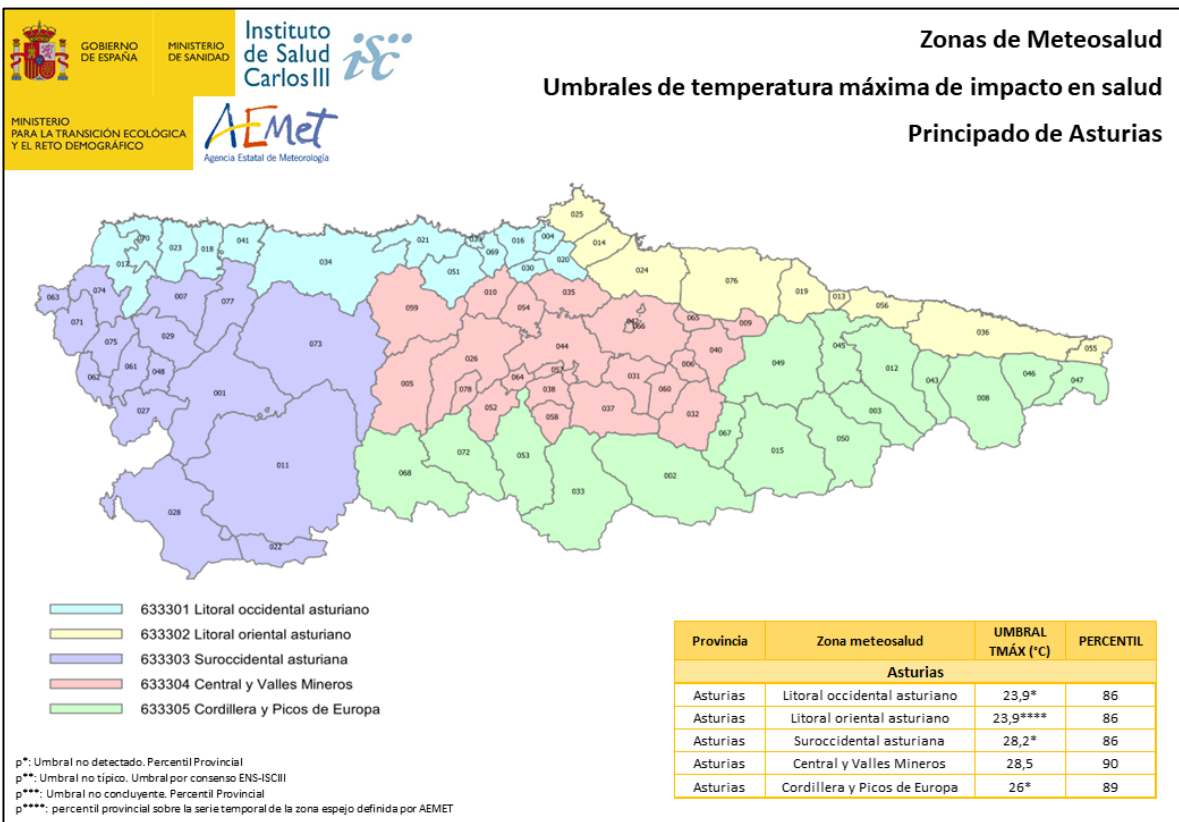 GOBIERNO
DE ESPAÑA
MINISTERIO
DE SANIDAD
Instituto
de Salud
Carlos III
isc
MINISTERIO
PARA LA TRANSICIÓN ECOLÓGICA
Y EL RETO DEMOGRÁFICO
AEMet
Agencia Estatal de Meteorología
Zonas de Meteosalud
Umbrales de temperatura máxima de impacto en salud
Principado de Asturias
025
070 023 018 041 021 016 004 014
017 034 069 020
051 030 024 076
063 074 007 077 010 035 019 013 056
071 059 054 065 009 036
075 029 073 066 045 055
026 044 040 049 012
062 061 048 005 064 057 031 006 043 046 047
001 078 038 060 008
027 052 058 037 032 003
067 050
011 068 072 053 015
033 002
028
022
633301 Litoral occidental asturiano
633302 Litoral oriental asturiano
633303 Suroccidental asturiana
633304 Central y Valles Mineros
633305 Cordillera y Picos de Europa
Provincia Zona meteosalud UMBRAL TMÁX (°C) PERCENTIL
Asturias
Asturias Litoral occidental asturiano 23,9* 86
Asturias Litoral oriental asturiano 23,9**** 86
Asturias Suroccidental asturiana 28,2* 86
Asturias Central y Valles Mineros 28,5 90
Asturias Cordillera y Picos de Europa 26* 89
p*: Umbral no detectado. Percentil Provincial
p**: Umbral no típico. Umbral por consenso ENS-ISCIII
p***: Umbral no concluyente. Percentil Provincial
p****: percentil provincial sobre la serie temporal de la zona espejo definida por AEMET